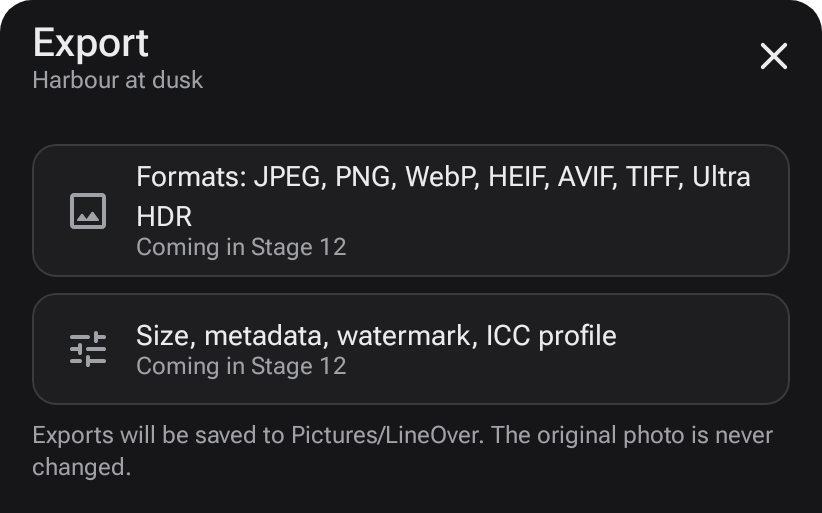 Export
Harbour at dusk
Formats: JPEG, PNG, WebP, HEIF, AVIF, TIFF, Ultra
HDR
Coming in Stage 12
Size, metadata, watermark, ICC profile
Coming in Stage 12
Exports will be saved to Pictures/LineOver. The original photo is never
changed.